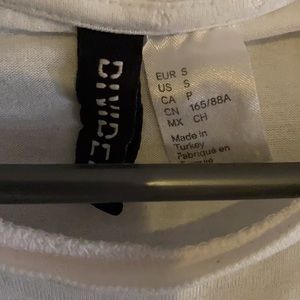 DIVIDE
EUR S
US S
CA P
CN 165/88A
MX CH
Made in
Turkey
Fabriqué en